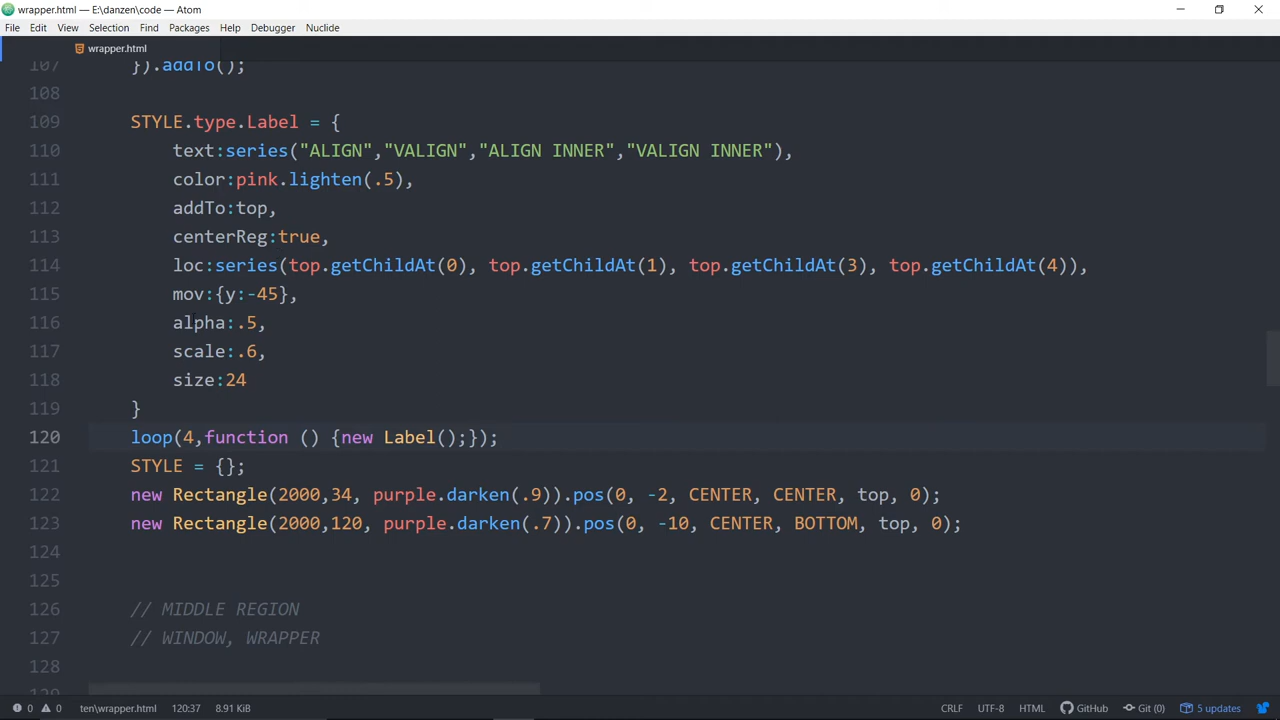 wrapper.html — E:\danzen\code — Atom
File Edit View Selection Find Packages Help Debugger Nuclide
wrapper.html
107 }).addTo();
108
109 STYLE.type.Label = {
110 text:series("ALIGN","VALIGN","ALIGN INNER","VALIGN INNER"),
111 color:pink.lighten(.5),
112 addTo:top,
113 centerReg:true,
114 loc:series(top.getChildAt(0), top.getChildAt(1), top.getChildAt(3), top.getChildAt(4)),
115 mov:{y:-45},
116 alpha:.5,
117 scale:.6,
118 size:24
119 }
120 loop(4,function () {new Label();});
121 STYLE = {};
122 new Rectangle(2000,34, purple.darken(.9)).pos(0, -2, CENTER, CENTER, top, 0);
123 new Rectangle(2000,120, purple.darken(.7)).pos(0, -10, CENTER, BOTTOM, top, 0);
124
125
126 // MIDDLE REGION
127 // WINDOW, WRAPPER
128
129
0 0 ten\wrapper.html 120:37 8.91 KiB CRLF UTF-8 HTML GitHub Git (0) 5 updates